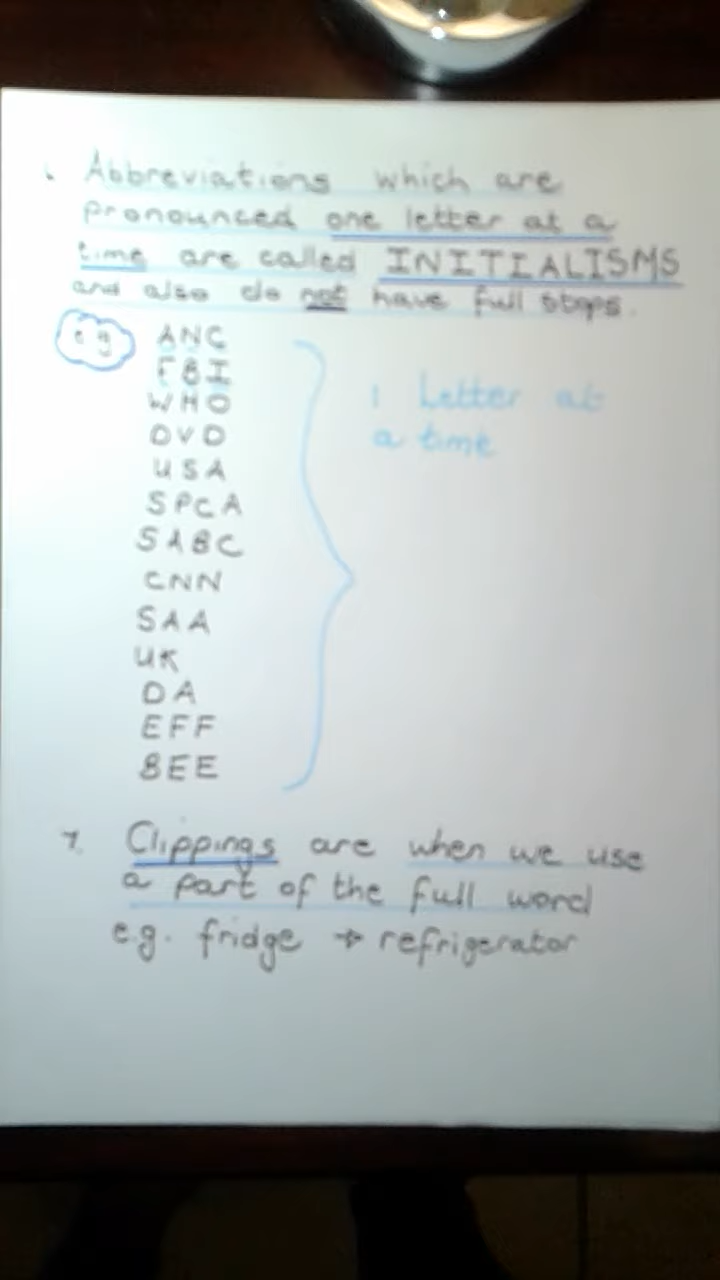 Abbreviations which are
pronounced one letter at a
time are called INITIALISMS
and also do not have full stops.
e g ANC
FBI
WHO
DVD
USA
SPCA
SABC
CNN
SAA
UK
DA
EFF
BEE
1 Letter at
a time
7. Clippings are when we use
a part of the full word
e.g. fridge → refrigerator